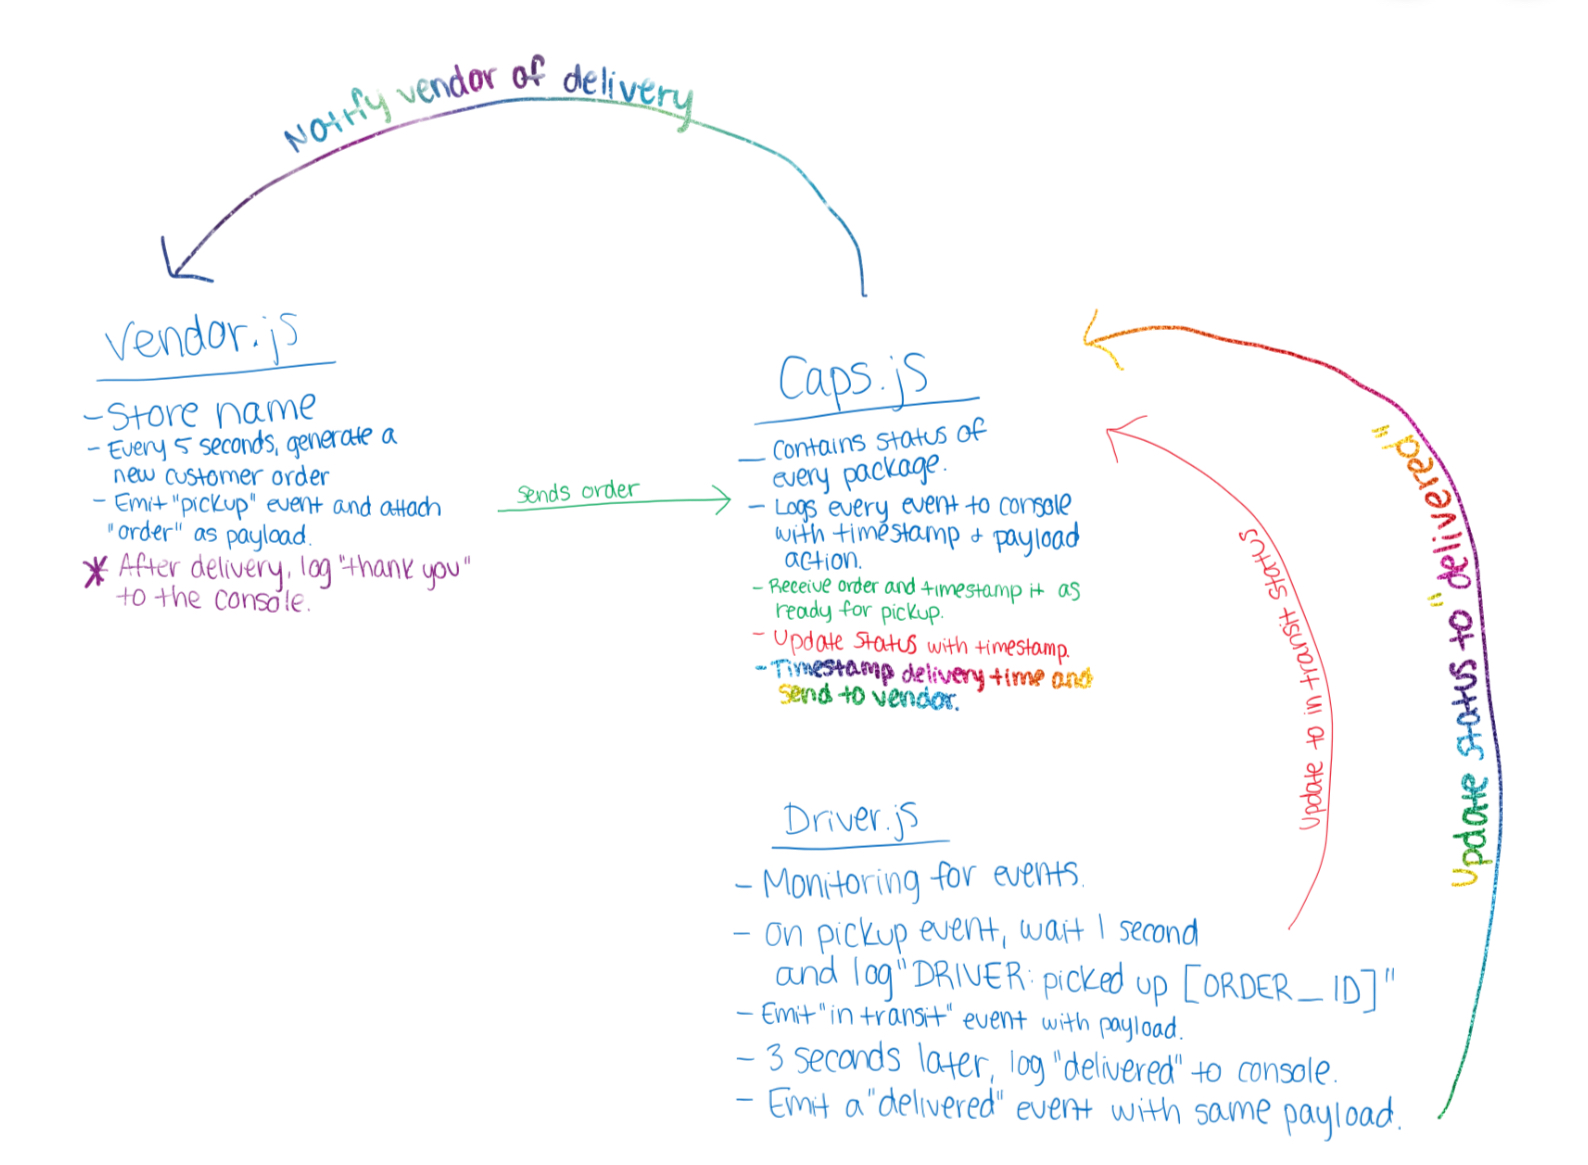 Notify vendor of delivery
Vendor.js
- Store name
- Every 5 seconds, generate a
new customer order
- Emit "pickup" event and attach
"order" as payload.
* After delivery, log "thank you"
to the console.
sends order
Caps.js
- Contains status of
every package.
- Logs every event to console
with timestamp + payload
action.
- Receive order and timestamp it as
ready for pickup.
- Update status with timestamp.
- Timestamp delivery time and
send to vendor.
Update to in transit status
Update status to "delivered"
Driver.js
- Monitoring for events.
- On pickup event, wait 1 second
and log "DRIVER: picked up [ORDER_ID]"
- Emit "in transit" event with payload.
- 3 seconds later, log "delivered" to console.
- Emit a "delivered" event with same payload.